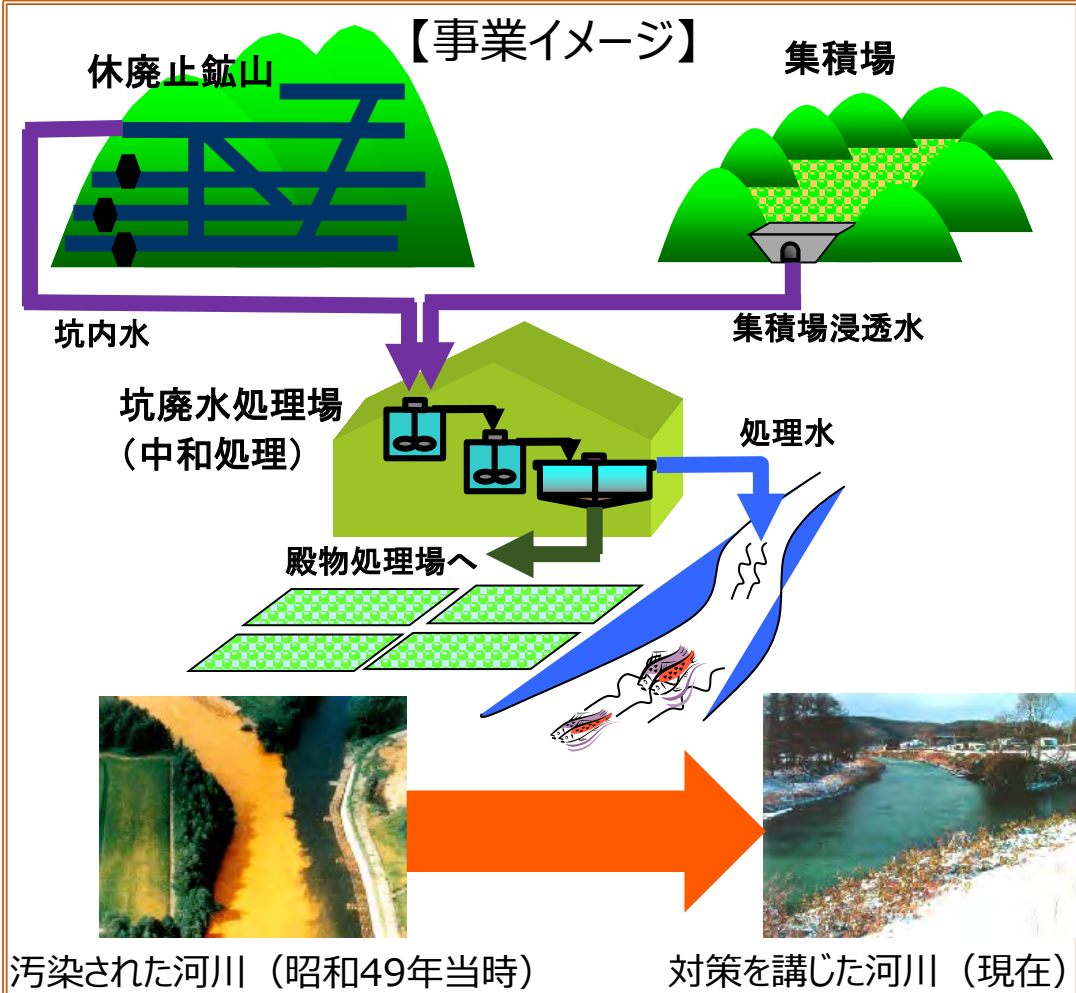 【事業イメージ】
休廃止鉱山
集積場
坑内水
集積場浸透水
坑廃水処理場
（中和処理）
処理水
殿物処理場へ
汚染された河川（昭和49年当時）
対策を講じた河川（現在）